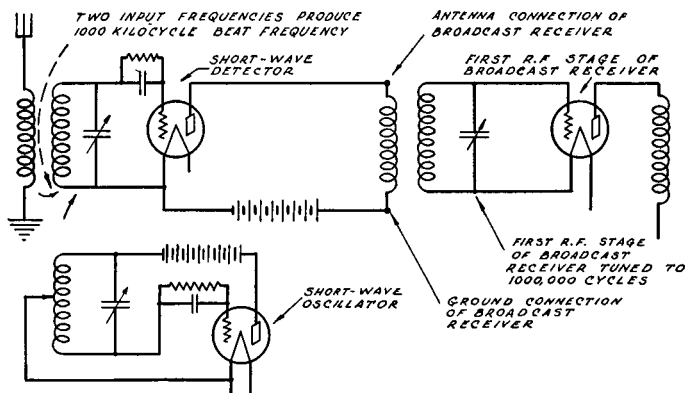 TWO INPUT FREQUENCIES PRODUCE
1000 KILOCYCLE BEAT FREQUENCY
SHORT-WAVE
DETECTOR
ANTENNA CONNECTION OF
BROADCAST RECEIVER
FIRST R.F STAGE OF
BROADCAST RECEIVER
FIRST R.F. STAGE
OF BROADCAST
RECEIVER TUNED TO
1000,000 CYCLES
GROUND CONNECTION
OF BROADCAST
RECEIVER
SHORT-WAVE
OSCILLATOR